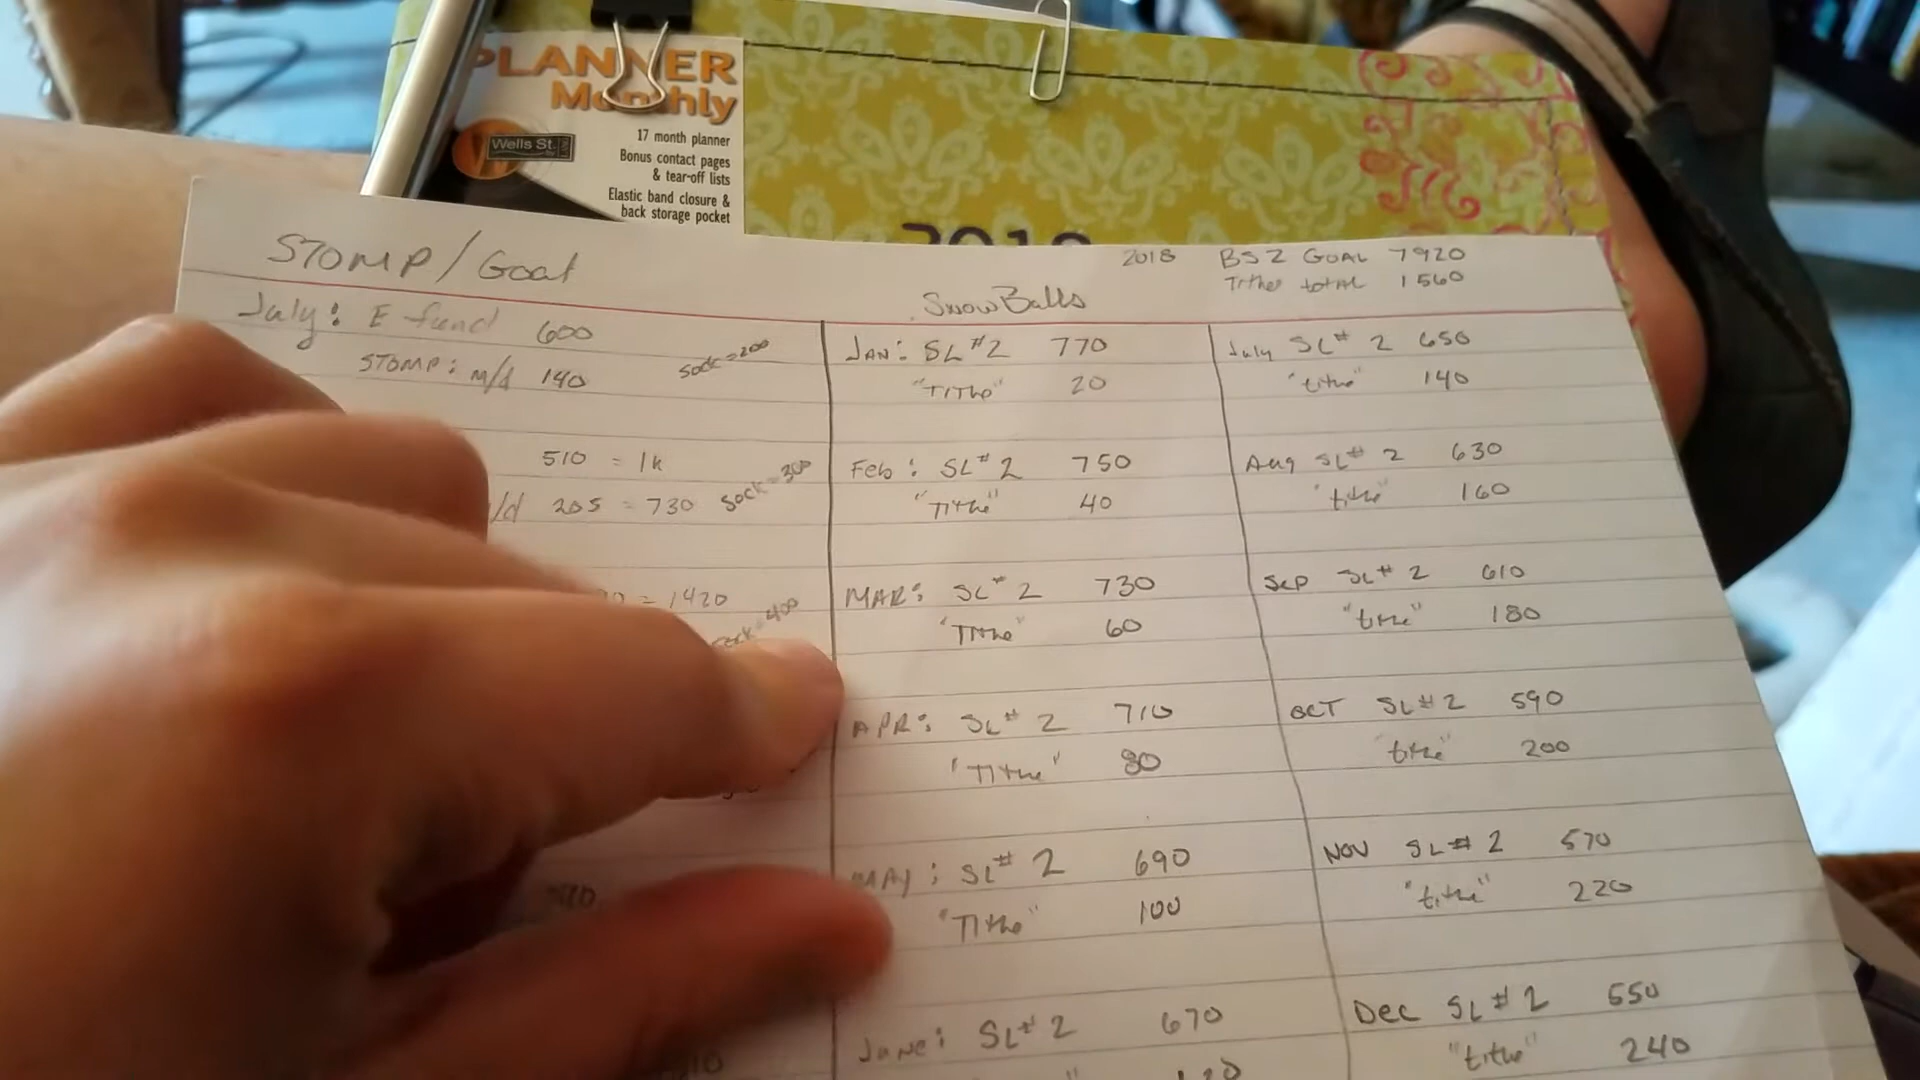 PLANNER
Monthly
Wells St.
17 month planner
Bonus contact pages
& tear-off lists
Elastic band closure &
back storage pocket
2018
STOMP/Goal
2018 BS2 GOAL 7920
Tithe total 1560
July: E fund 600
STOMP: m/d 140 Sock=200
510 = 1k
/d 205 = 730 Sock=300
= 1420
Sock=400
SnowBalls
JAN: SL #2 770
"Tithe" 20
Feb: SL #2 750
"Tithe" 40
MAR: SL #2 730
"Tithe" 60
APR: SL #2 710
"Tithe" 80
MAY: SL #2 690
"Tithe" 100
June: SL #2 670
120
July SL #2 650
"tithe" 140
Aug SL #2 630
"tithe" 160
Sep SL #2 610
"tithe" 180
OCT SL #2 590
"tithe" 200
NOV SL #2 570
"tithe" 220
Dec SL #2 550
"tithe" 240